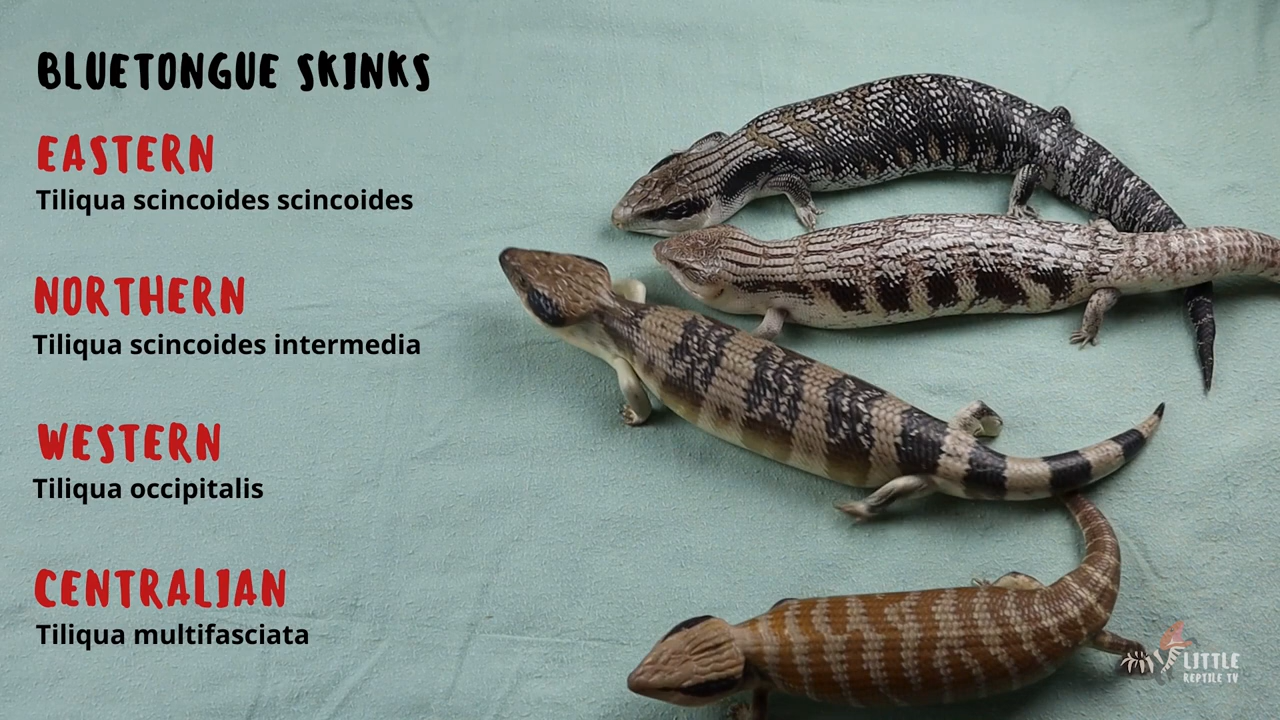 BLUETONGUE SKINKS
EASTERN
Tiliqua scincoides scincoides
NORTHERN
Tiliqua scincoides intermedia
WESTERN
Tiliqua occipitalis
CENTRALIAN
Tiliqua multifasciata
LITTLE
REPTILE TV